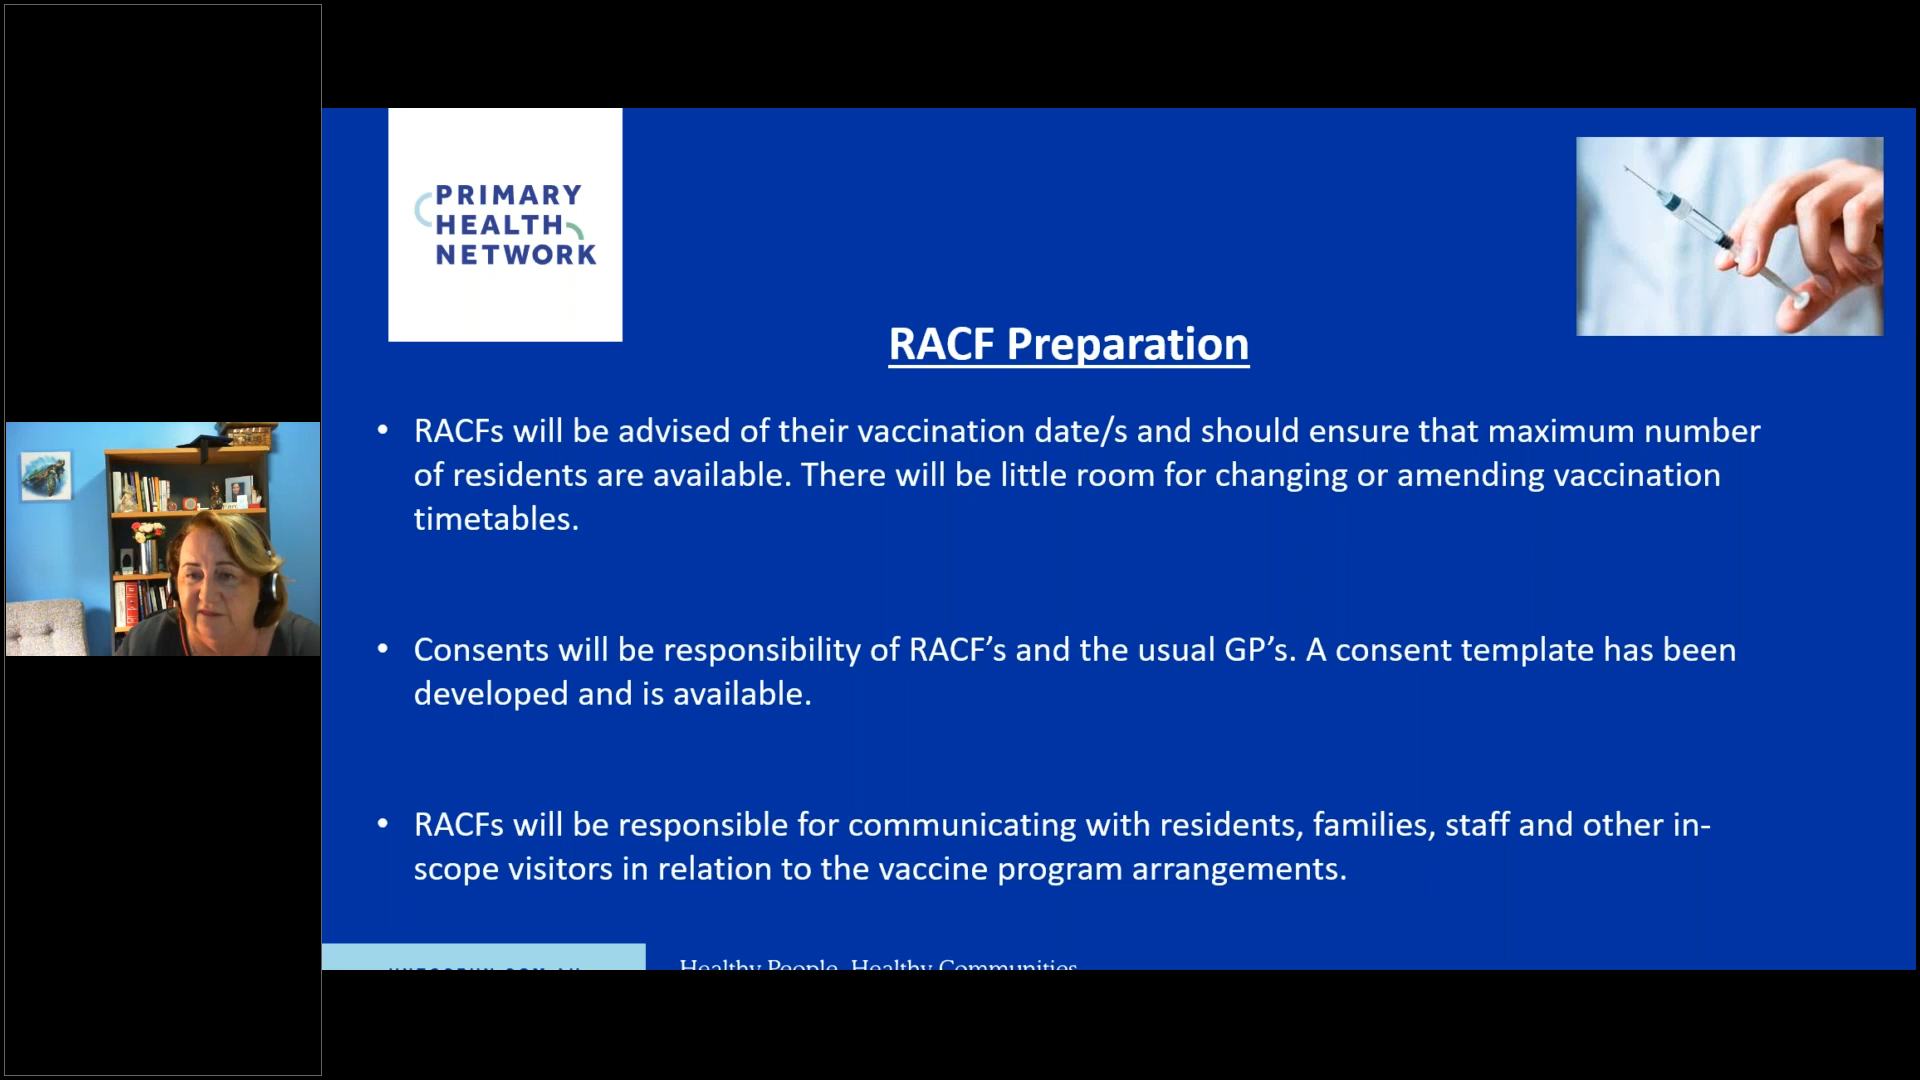 PRIMARY
HEALTH
NETWORK
RACF Preparation
• RACFs will be advised of their vaccination date/s and should ensure that maximum number
of residents are available. There will be little room for changing or amending vaccination
timetables.
• Consents will be responsibility of RACF’s and the usual GP’s. A consent template has been
developed and is available.
• RACFs will be responsible for communicating with residents, families, staff and other in-
scope visitors in relation to the vaccine program arrangements.
Healthy People, Healthy Communities